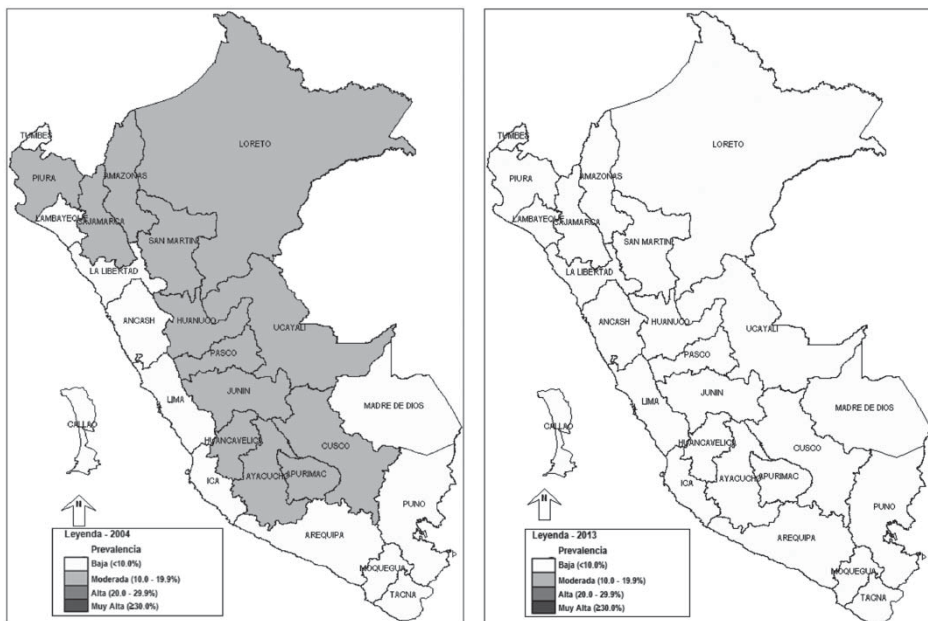 TUMBES
LORETO
PIURA
AMAZONAS
LAMBAYEQUE
CAJAMARCA
SAN MARTIN
LA LIBERTAD
ANCASH
HUANUCO
UCAYALI
PASCO
JUNIN
LIMA
MADRE DE DIOS
CALLAO
HUANCAVELICA
CUSCO
ICA
AYACUCHO
APURIMAC
PUNO
N
AREQUIPA
MOQUEGUA
TACNA
Leyenda - 2004
Prevalencia
Baja (<10.0%)
Moderada (10.0 - 19.9%)
Alta (20.0 - 29.9%)
Muy Alta (≥30.0%)
TUMBES
LORETO
PIURA
AMAZONAS
LAMBAYEQUE
CAJAMARCA
SAN MARTIN
LA LIBERTAD
ANCASH
HUANUCO
UCAYALI
PASCO
JUNIN
LIMA
MADRE DE DIOS
CALLAO
HUANCAVELICA
CUSCO
ICA
AYACUCHO
APURIMAC
PUNO
N
AREQUIPA
MOQUEGUA
TACNA
Leyenda - 2013
Prevalencia
Baja (<10.0%)
Moderada (10.0 - 19.9%)
Alta (20.0 - 29.9%)
Muy Alta (≥30.0%)